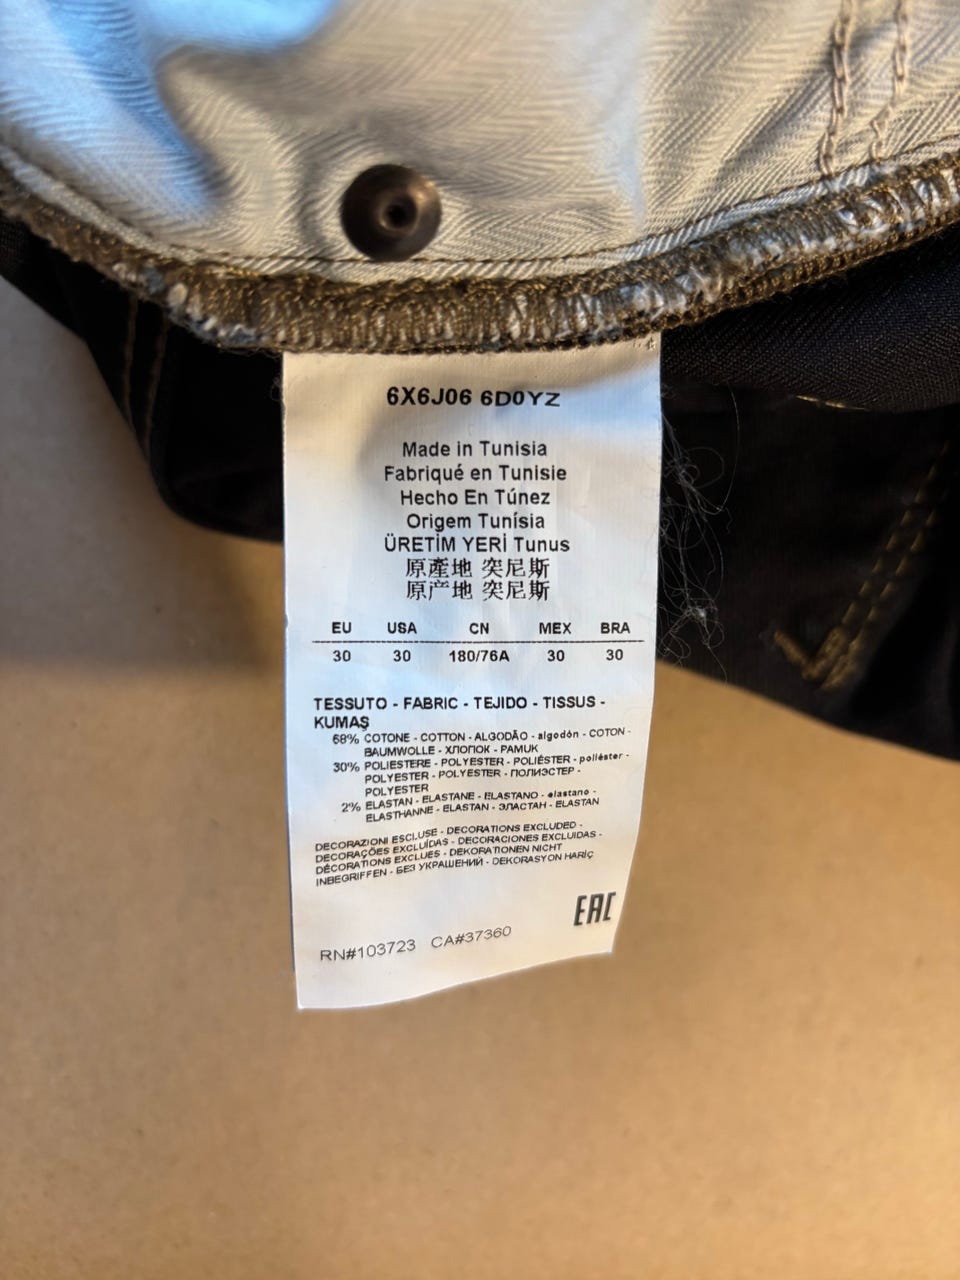 6X6J06 6D0YZ
Made in Tunisia
Fabriqué en Tunisie
Hecho En Túnez
Origem Tunísia
ÜRETİM YERİ Tunus
原產地 突尼斯
原产地 突尼斯
EU USA CN MEX BRA
30 30 180/76A 30 30
TESSUTO - FABRIC - TEJIDO - TISSUS -
KUMAŞ
68% COTONE - COTTON - ALGODÃO - algodón - COTON -
BAUMWOLLE - ХЛОПОК - PAMUK
30% POLIESTERE - POLYESTER - POLIÉSTER - poliéster -
POLYESTER - POLYESTER - ПОЛИЭСТЕР -
POLYESTER
2% ELASTAN - ELASTANE - ELASTANO - elastano -
ELASTHANNE - ELASTAN - ЭЛАСТАН - ELASTAN
DECORAZIONI ESCLUSE - DECORATIONS EXCLUDED -
DECORAÇÕES EXCLUÍDAS - DECORACIONES EXCLUIDAS -
DÉCORATIONS EXCLUES - DEKORATIONEN NICHT
INBEGRIFFEN - БЕЗ УКРАШЕНИЙ - DEKORASYON HARİÇ
EAC
RN#103723 CA#37360